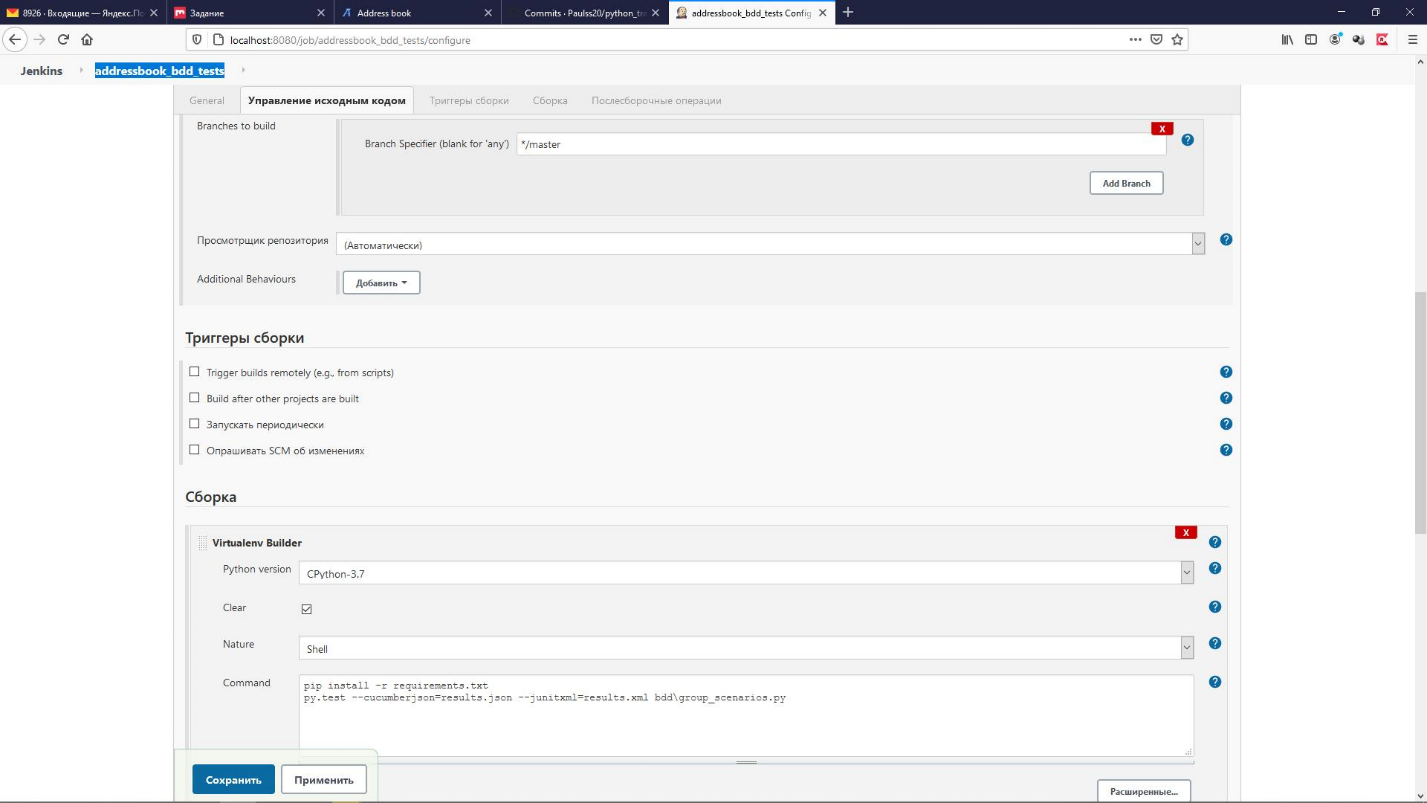 8926 · Входящие — Яндекс.По
Задание
Address book
Commits · Paulss20/python_tra
addressbook_bdd_tests Config
localhost:8080/job/addressbook_bdd_tests/configure
Jenkins
addressbook_bdd_tests
General
Управление исходным кодом
Триггеры сборки
Сборка
Послесборочные операции
Branches to build
X
Branch Specifier (blank for 'any')
*/master
Add Branch
Просмотрщик репозитория
(Автоматически)
Additional Behaviours
Добавить
Триггеры сборки
Trigger builds remotely (e.g., from scripts)
Build after other projects are built
Запускать периодически
Опрашивать SCM об изменениях
Сборка
X
Virtualenv Builder
Python version
CPython-3.7
Clear
Nature
Shell
Command
pip install -r requirements.txt
py.test --cucumberjson=results.json --junitxml=results.xml bdd\group_scenarios.py
Сохранить
Применить
Расширенные...